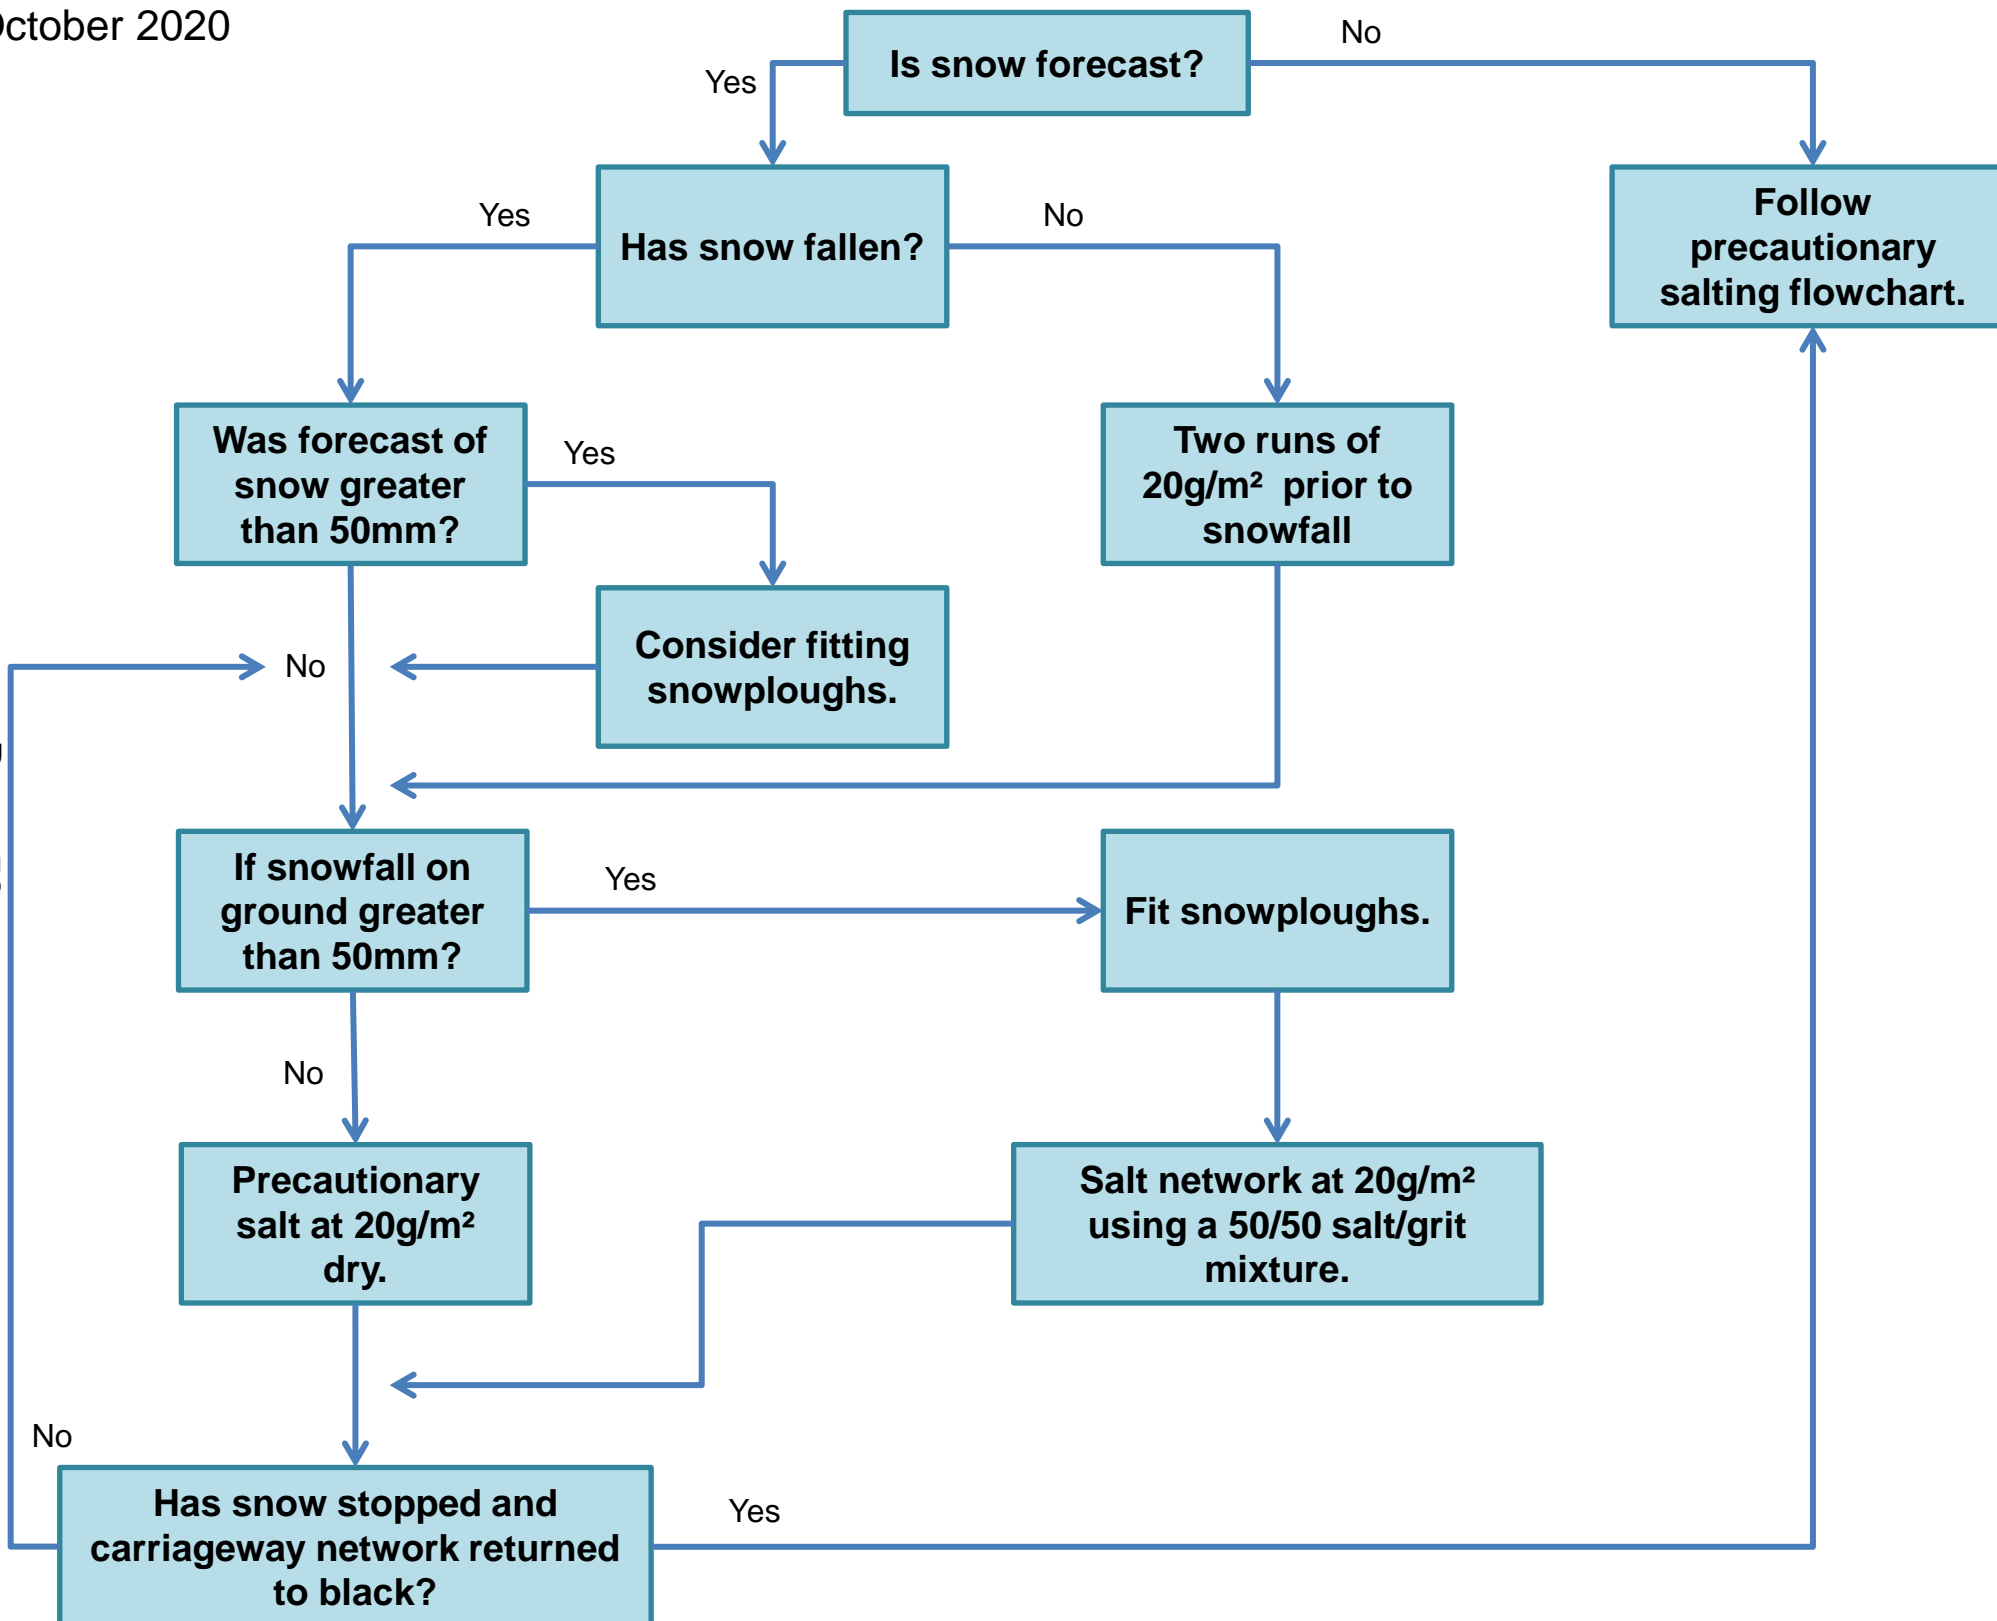 October 2020
Is snow forecast?
No
Yes
Has snow fallen?
Yes
No
Follow
precautionary
salting flowchart.
Was forecast of
snow greater
than 50mm?
Yes
Two runs of
20g/m² prior to
snowfall
Consider fitting
snowploughs.
No
If snowfall on
ground greater
than 50mm?
Yes
Fit snowploughs.
No
Precautionary
salt at 20g/m²
dry.
Salt network at 20g/m²
using a 50/50 salt/grit
mixture.
No
Has snow stopped and
carriageway network returned
to black?
Yes